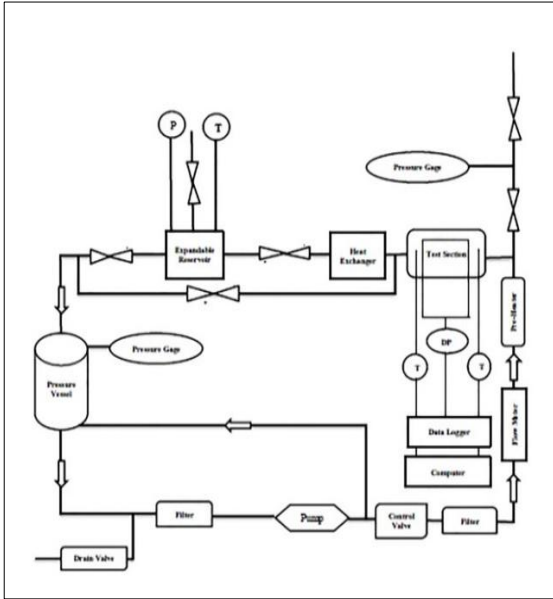 P
T
Pressure Gage
Expandable
Reservoir
Heat
Exchanger
Test Section
Pre-Heater
DP
Pressure Gage
T
T
Pressure
Vessel
Flow Meter
Data Logger
Computer
Filter
Pump
Control
Valve
Filter
Drain Valve